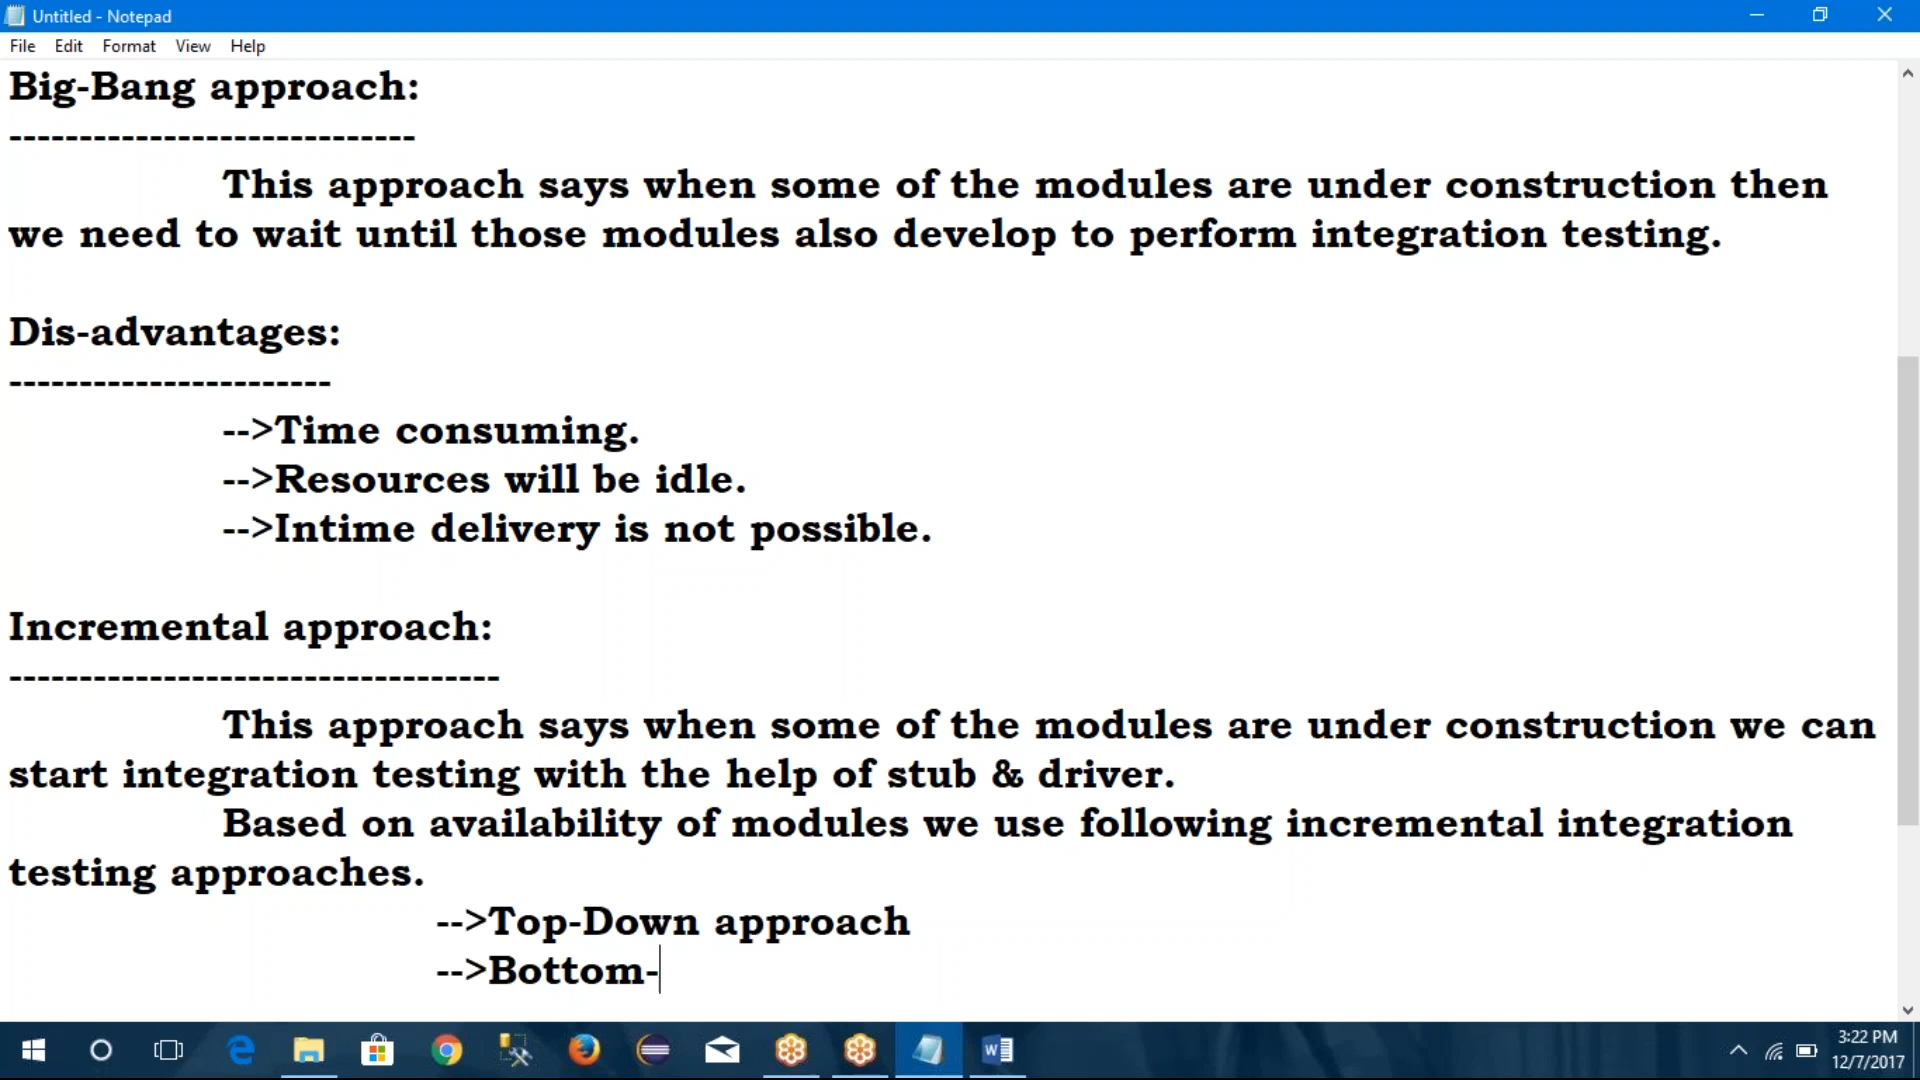 Untitled - Notepad
File Edit Format View Help
Big-Bang approach:
-----------------------------
This approach says when some of the modules are under construction then
we need to wait until those modules also develop to perform integration testing.
Dis-advantages:
-----------------------
-->Time consuming.
-->Resources will be idle.
-->Intime delivery is not possible.
Incremental approach:
-----------------------------------
This approach says when some of the modules are under construction we can
start integration testing with the help of stub & driver.
Based on availability of modules we use following incremental integration
testing approaches.
-->Top-Down approach
-->Bottom-
3:22 PM
12/7/2017